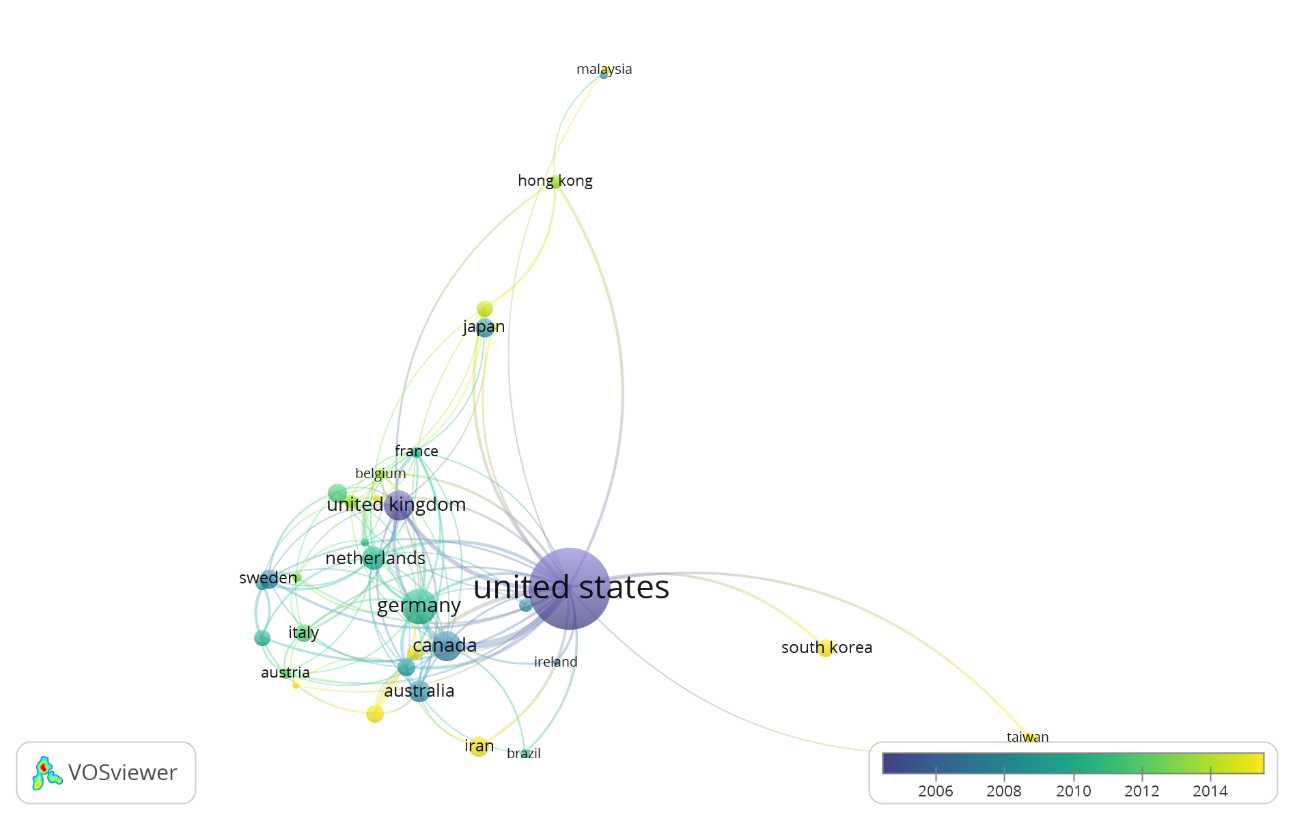 malaysia
hong kong
japan
france
belgium
united kingdom
netherlands
sweden
united states
germany
italy
canada
south korea
ireland
austria
australia
taiwan
iran
brazil
VOSviewer
2006 2008 2010 2012 2014